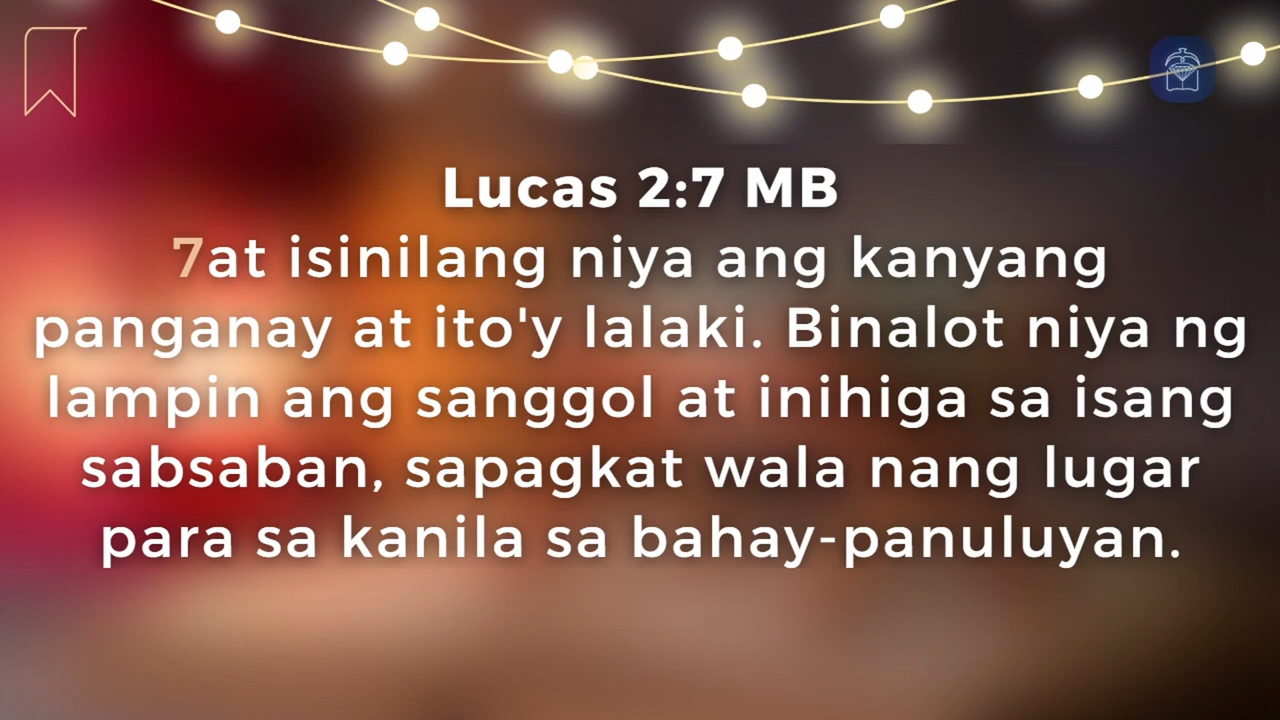 Lucas 2:7 MB
7at isinilang niya ang kanyang
panganay at ito'y lalaki. Binalot niya ng
lampin ang sanggol at inihiga sa isang
sabsaban, sapagkat wala nang lugar
para sa kanila sa bahay-panuluyan.